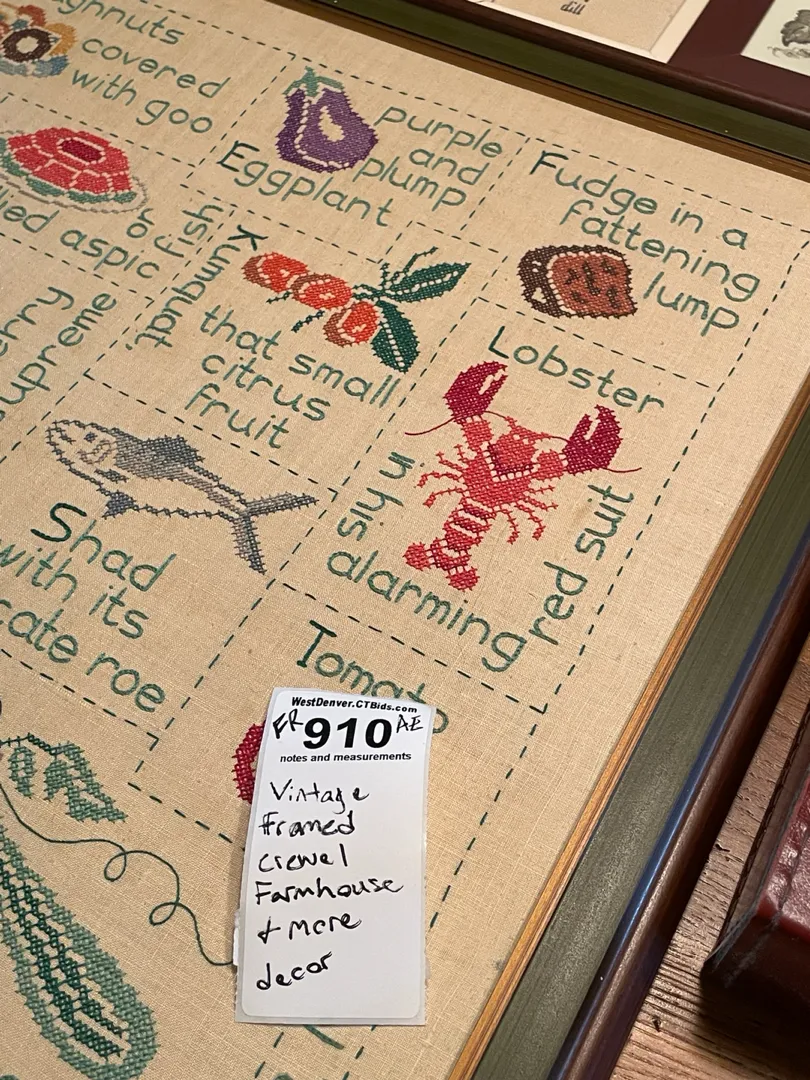 dill
covered
with goo
Eggplant
purple
and
plump
Fudge in a
fattening
lump
or
fish
aspic
Kumquat,
that small
citrus
fruit
Lobster
in his
alarming
red suit
Shad
with its
roe
Tomato
WestDenver.CTBids.com
FR 910 AE
notes and measurements
Vintage
framed
crewel
Farmhouse
+ more
decor